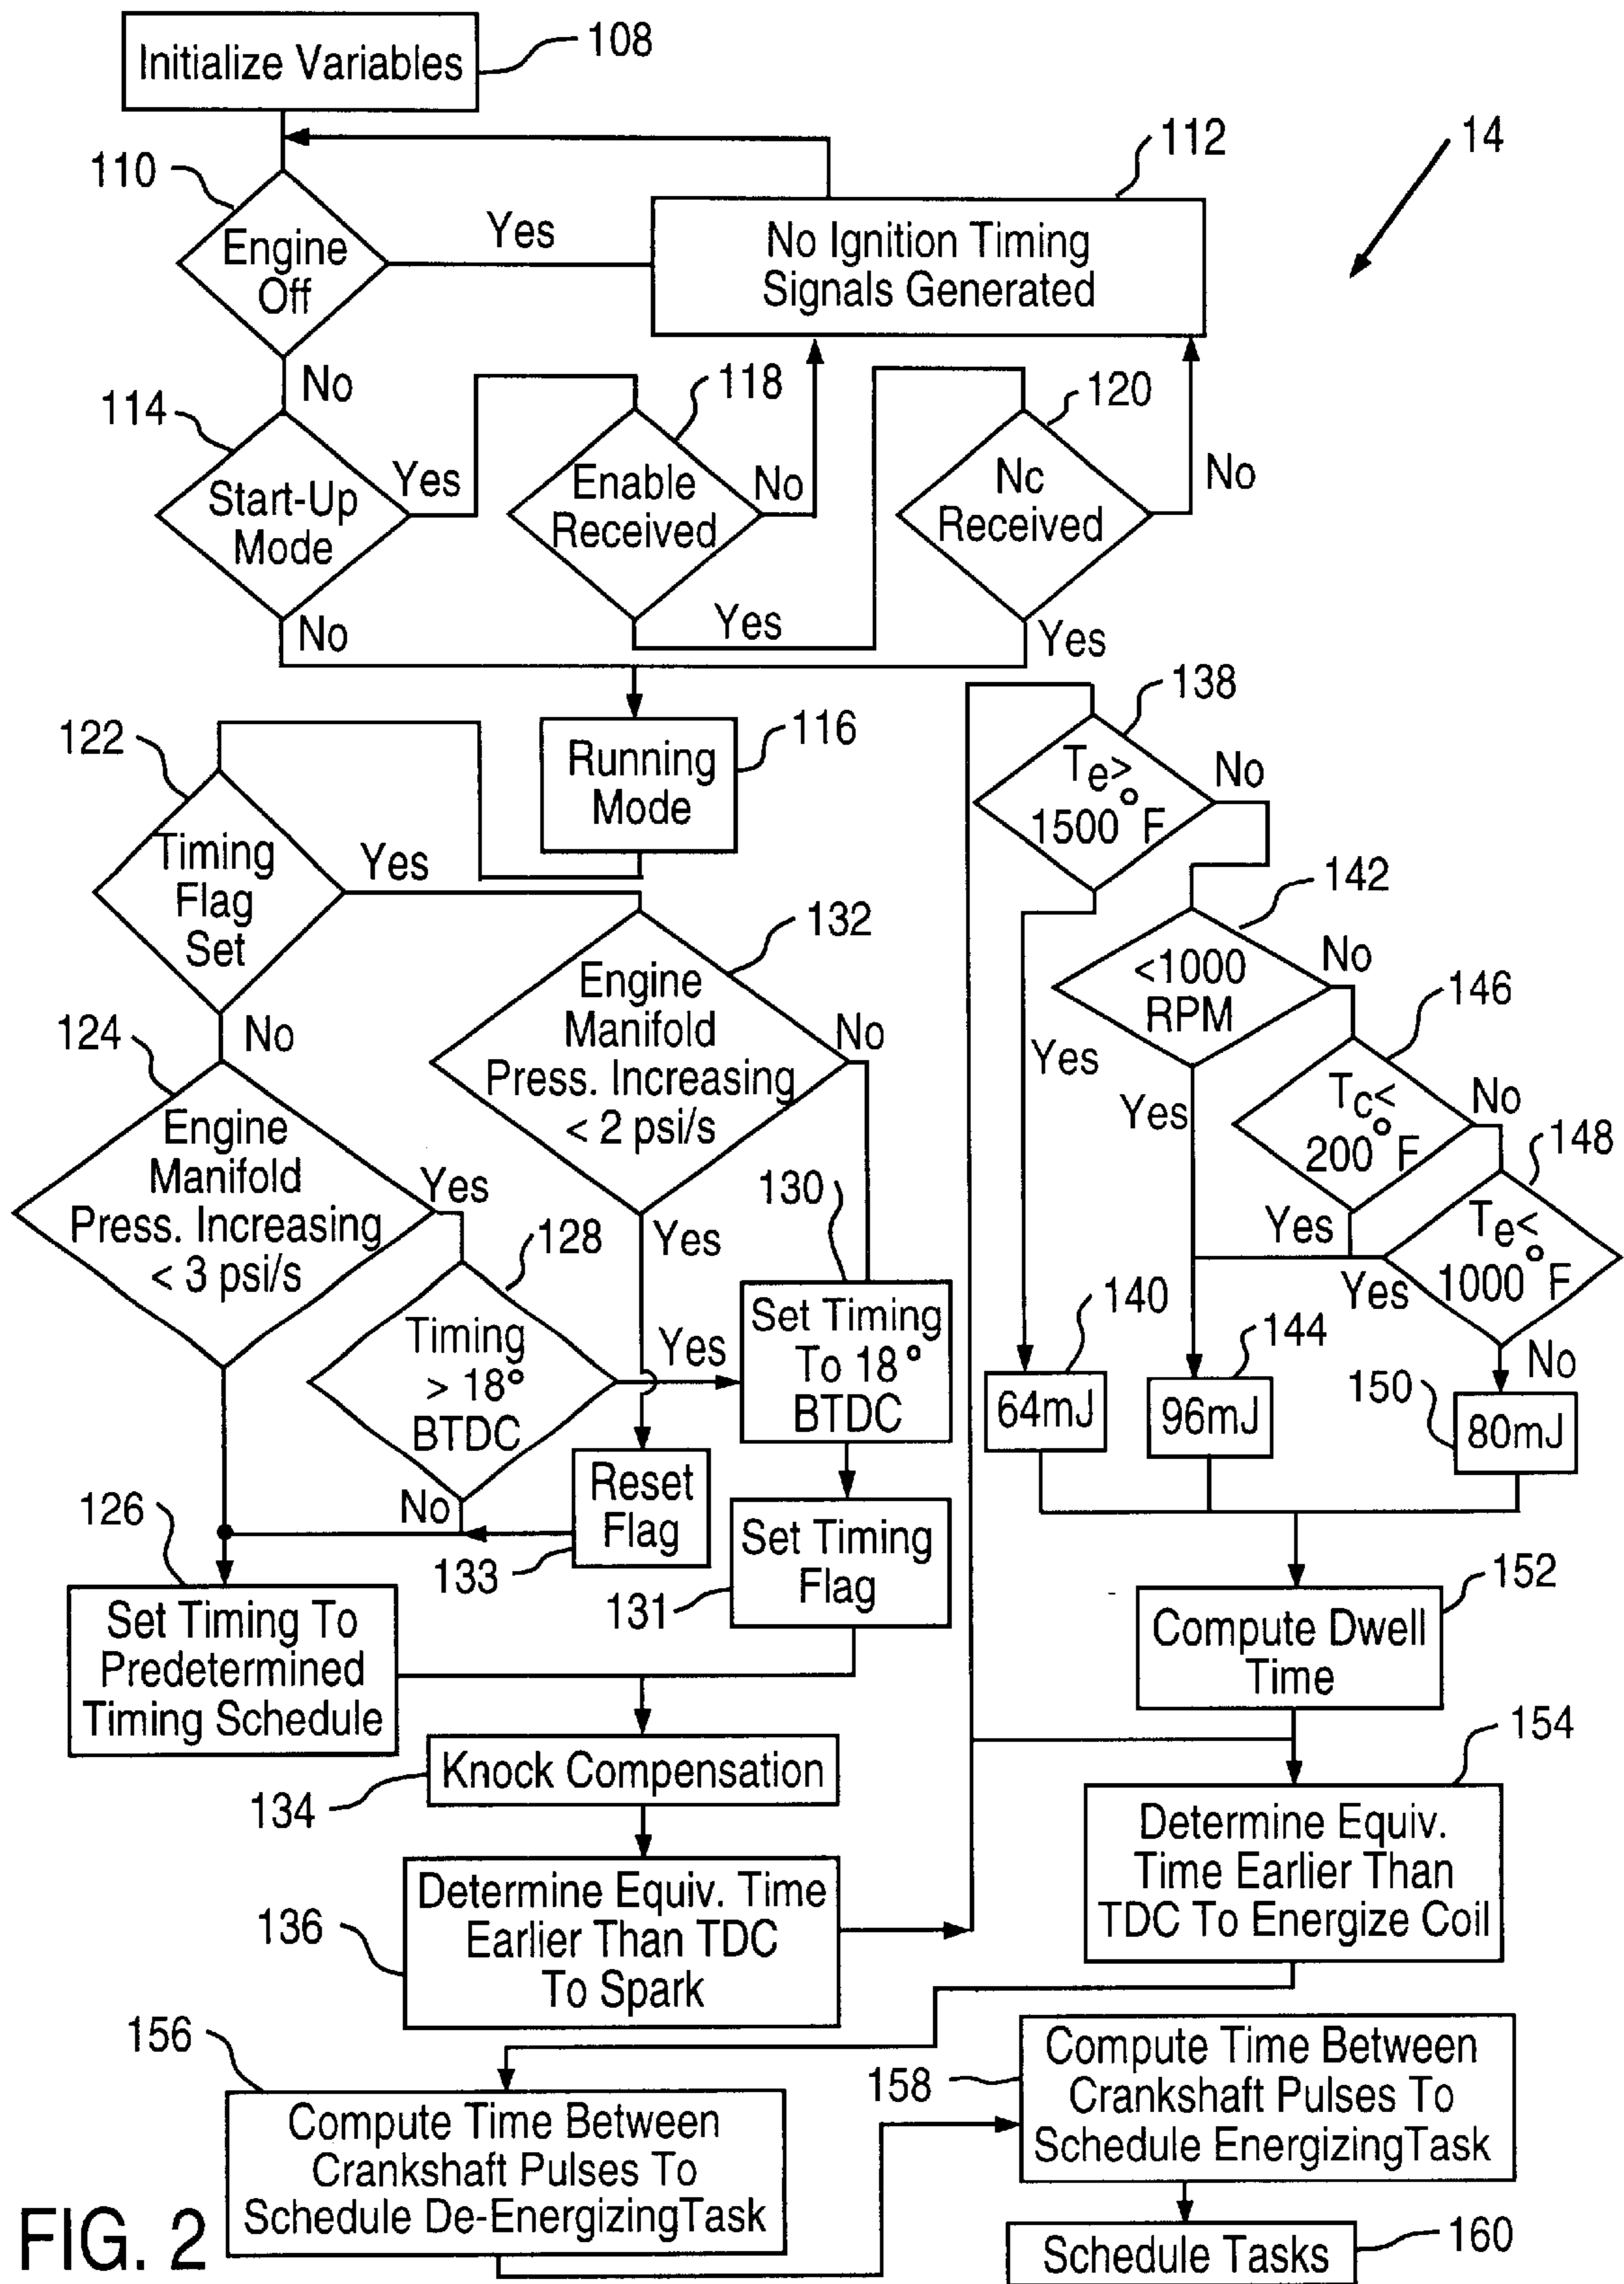 Initialize Variables
108
14
110
112
Engine
Off
Yes
No Ignition Timing
Signals Generated
No
114
118
120
Start-Up
Mode
Yes
Enable
Received
No
Nc
Received
No
No
Yes
Yes
122
116
138
Running
Mode
Te>
1500°F
No
Timing
Flag
Set
Yes
142
132
<1000
RPM
No
Engine
Manifold
Press. Increasing
< 2 psi/s
No
No
124
146
Yes
Engine
Manifold
Press. Increasing
< 3 psi/s
Yes
Yes
Tc<
200°F
No
148
130
Yes
128
Yes
Te<
1000°F
Yes
Timing
> 18°
BTDC
Yes
Set Timing
To 18°
BTDC
140
144
No
64mJ
96mJ
150
80mJ
No
Reset
Flag
133
126
Set Timing
Flag
131
152
Set Timing To
Predetermined
Timing Schedule
Compute Dwell
Time
154
Knock Compensation
134
Determine Equiv.
Time Earlier Than
TDC To Energize Coil
Determine Equiv. Time
Earlier Than TDC
To Spark
136
156
158
Compute Time Between
Crankshaft Pulses To
Schedule EnergizingTask
Compute Time Between
Crankshaft Pulses To
Schedule De-EnergizingTask
FIG. 2
Schedule Tasks
160